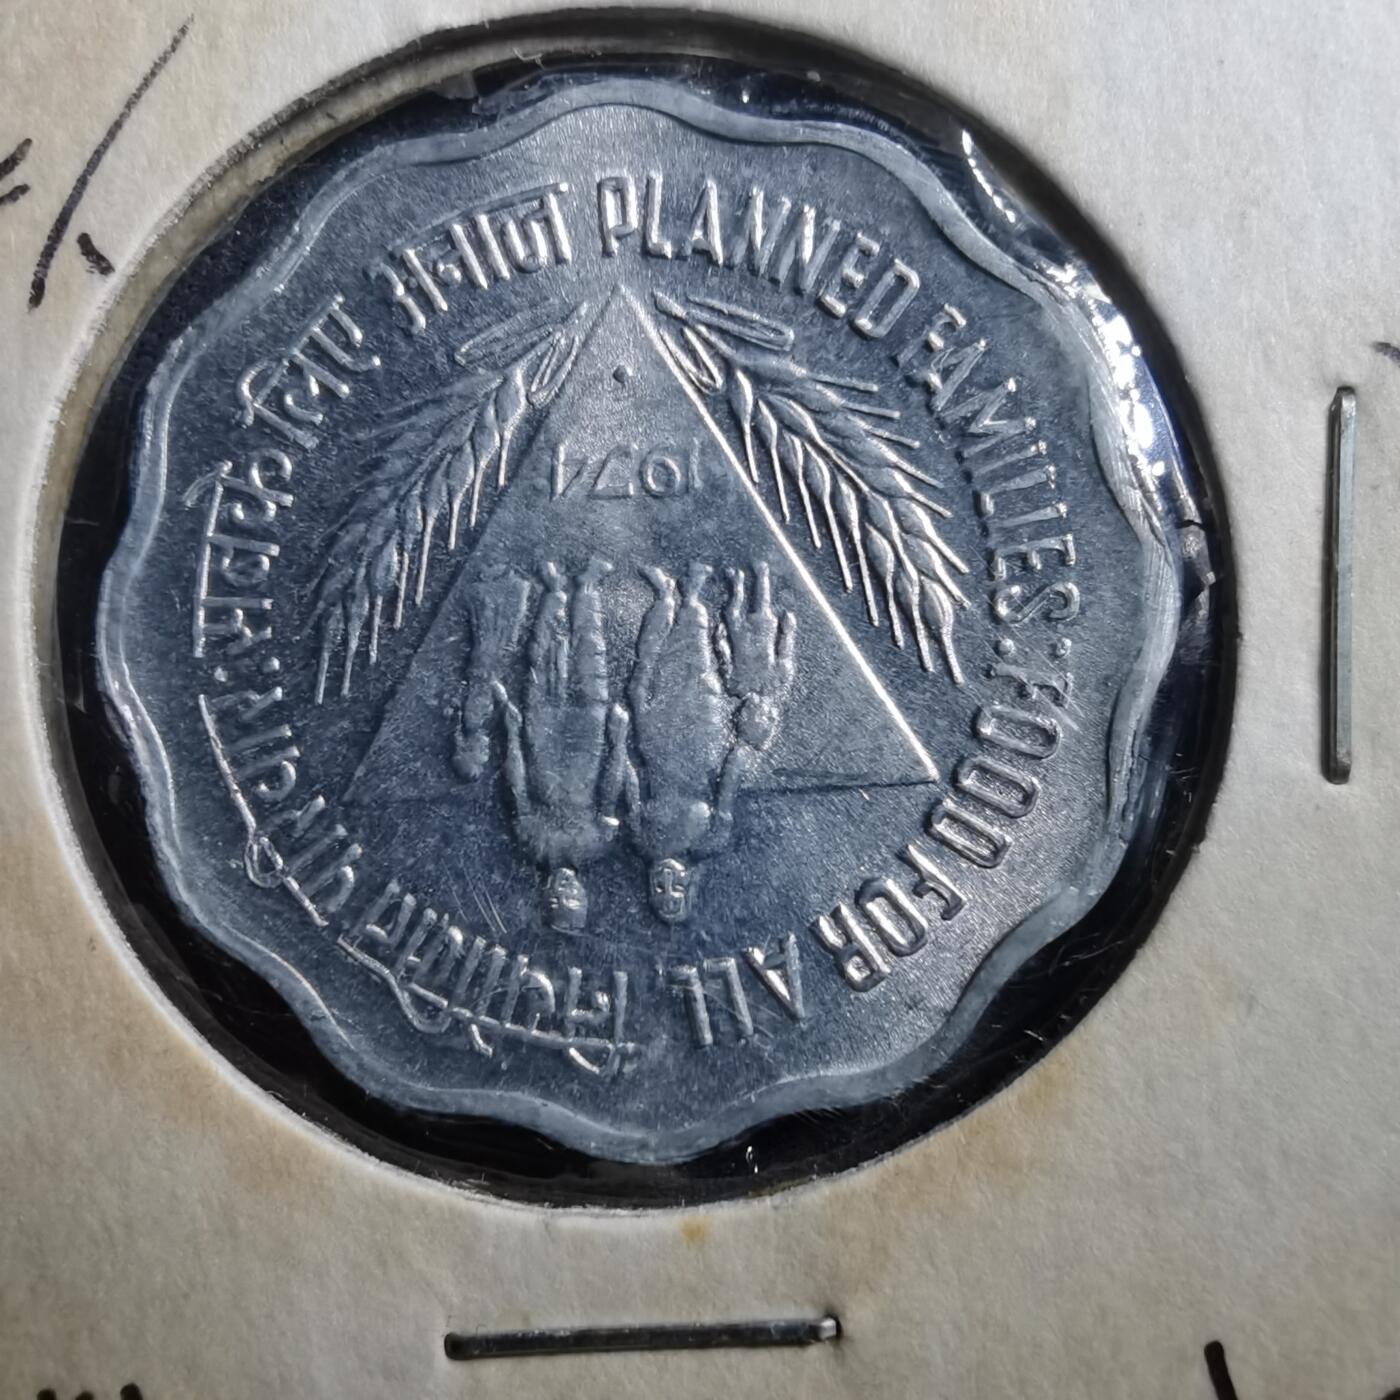 नियोजित परिवार : सबके लिए अनाज
PLANNED FAMILIES : FOOD FOR ALL
1974